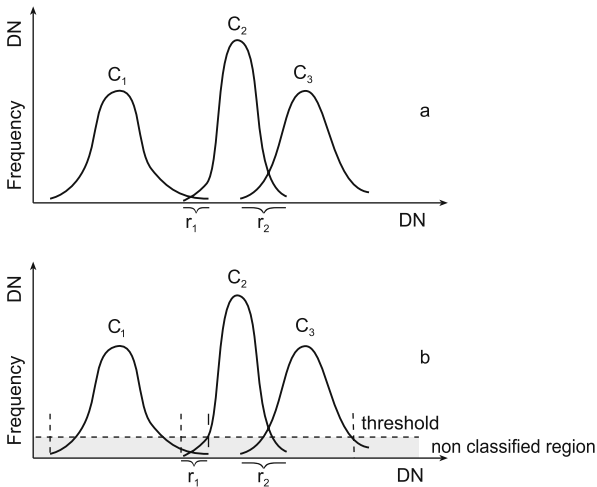 C₂
C₁
C₃
a
Frequency DN
r₁ r₂
DN
C₂
C₁
C₃
b
Frequency DN
threshold
non classified region
DN
r₁ r₂